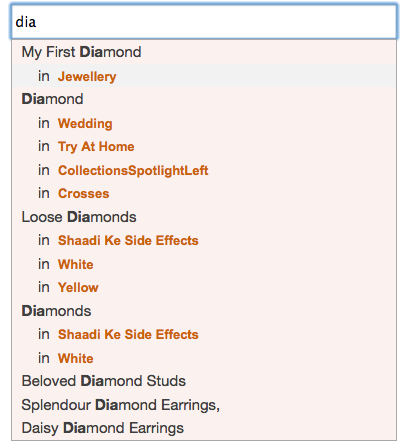 dia
My First Diamond
in Jewellery
Diamond
in Wedding
in Try At Home
in CollectionsSpotlightLeft
in Crosses
Loose Diamonds
in Shaadi Ke Side Effects
in White
in Yellow
Diamonds
in Shaadi Ke Side Effects
in White
Beloved Diamond Studs
Splendour Diamond Earrings,
Daisy Diamond Earrings